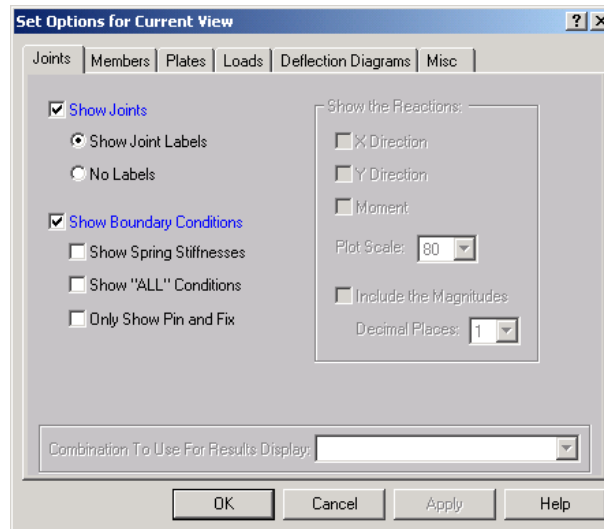 Set Options for Current View
Joints Members Plates Loads Deflection Diagrams Misc
Show Joints
Show Joint Labels
No Labels
Show Boundary Conditions
Show Spring Stiffnesses
Show "ALL" Conditions
Only Show Pin and Fix
Show the Reactions:
X Direction
Y Direction
Moment
Plot Scale: 80
Include the Magnitudes
Decimal Places: 1
Combination To Use For Results Display:
OK Cancel Apply Help